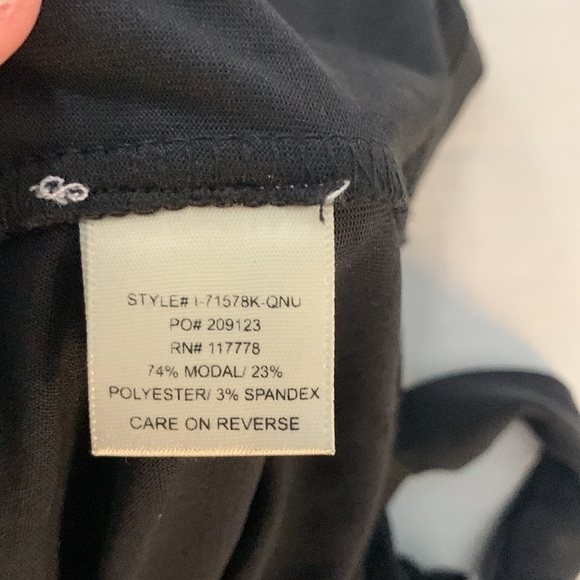 STYLE# I-71578K-QNU
PO# 209123
RN# 117778
74% MODAL/ 23%
POLYESTER/ 3% SPANDEX
CARE ON REVERSE